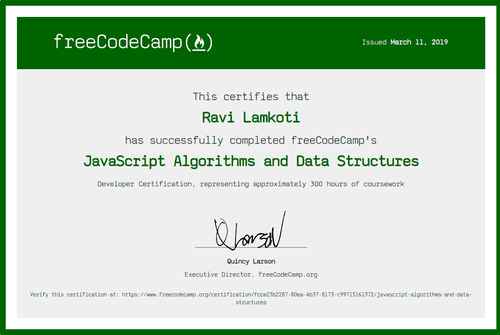 freeCodeCamp(🔥)
Issued March 11, 2019
This certifies that
Ravi Lamkoti
has successfully completed freeCodeCamp's
JavaScript Algorithms and Data Structures
Developer Certification, representing approximately 300 hours of coursework
Q Larson
Quincy Larson
Executive Director, freeCodeCamp.org
Verify this certification at: https://www.freecodecamp.org/certification/fcca23b2287-80ea-4b37-8173-c99713161372/javascript-algorithms-and-data-
structures